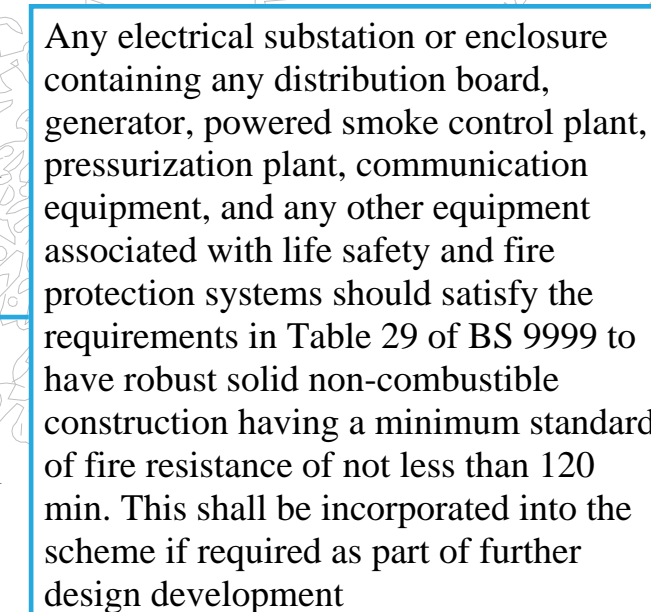 Any electrical substation or enclosure
containing any distribution board,
generator, powered smoke control plant,
pressurization plant, communication
equipment, and any other equipment
associated with life safety and fire
protection systems should satisfy the
requirements in Table 29 of BS 9999 to
have robust solid non-combustible
construction having a minimum standard
of fire resistance of not less than 120
min. This shall be incorporated into the
scheme if required as part of further
design development